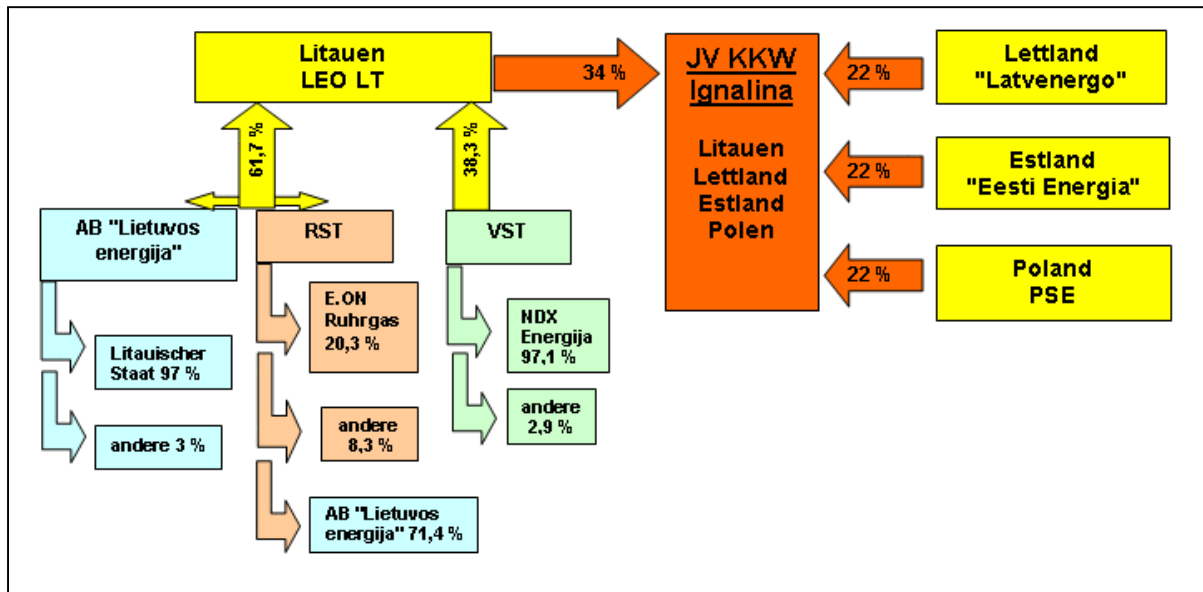 Litauen
LEO LT
34 %
JV KKW
Ignalina
Litauen
Lettland
Estland
Polen
22 %
Lettland
"Latvenergo"
22 %
Estland
"Eesti Energia"
22 %
Poland
PSE
61,7 %
38,3 %
AB "Lietuvos
energija"
RST
VST
Litauischer
Staat 97 %
andere 3 %
E.ON
Ruhrgas
20,3 %
andere
8,3 %
AB "Lietuvos
energija" 71,4 %
NDX
Energija
97,1 %
andere
2,9 %